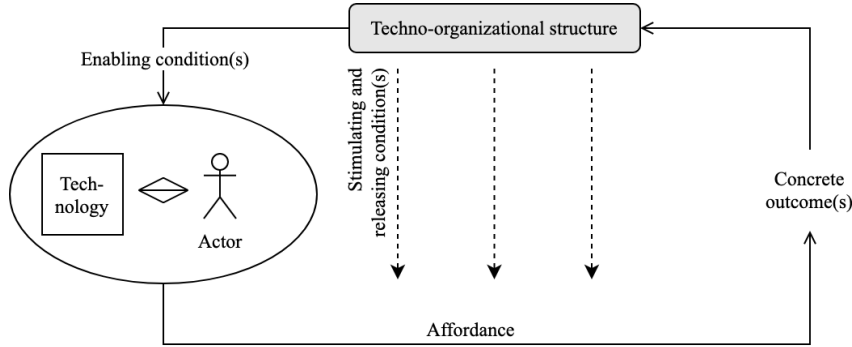 Techno-organizational structure
Enabling condition(s)
Stimulating and
releasing condition(s)
Tech-
nology
Actor
Concrete
outcome(s)
Affordance